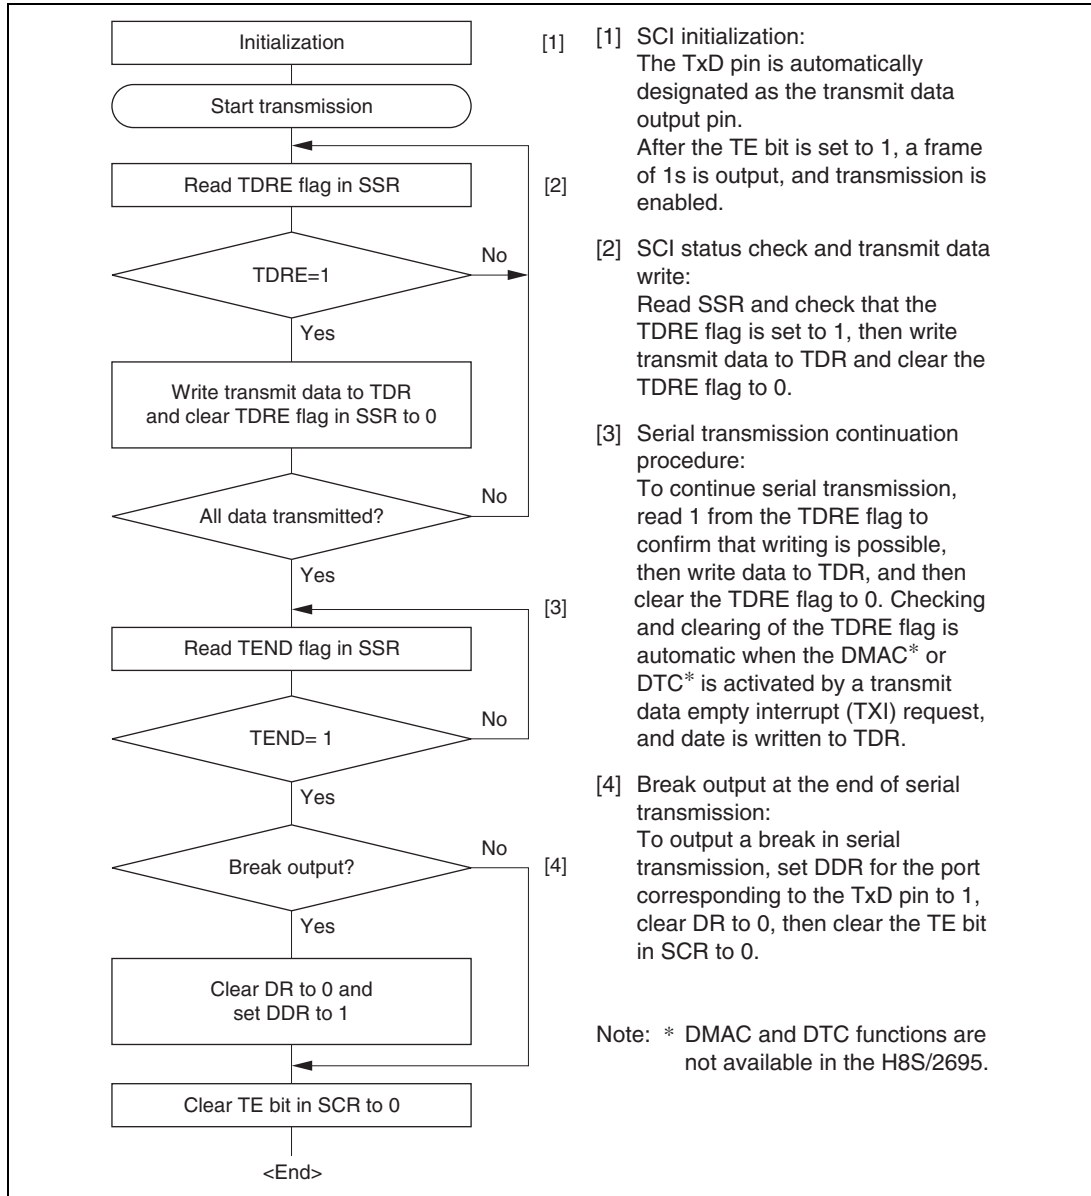 Initialization
[1]
Start transmission
Read TDRE flag in SSR
[2]
TDRE=1
No
Yes
Write transmit data to TDR
and clear TDRE flag in SSR to 0
All data transmitted?
No
Yes
[3]
Read TEND flag in SSR
TEND= 1
No
Yes
Break output?
No
[4]
Yes
Clear DR to 0 and
set DDR to 1
Clear TE bit in SCR to 0
<End>
[1] SCI initialization:
The TxD pin is automatically
designated as the transmit data
output pin.
After the TE bit is set to 1, a frame
of 1s is output, and transmission is
enabled.
[2] SCI status check and transmit data
write:
Read SSR and check that the
TDRE flag is set to 1, then write
transmit data to TDR and clear the
TDRE flag to 0.
[3] Serial transmission continuation
procedure:
To continue serial transmission,
read 1 from the TDRE flag to
confirm that writing is possible,
then write data to TDR, and then
clear the TDRE flag to 0. Checking
and clearing of the TDRE flag is
automatic when the DMAC* or
DTC* is activated by a transmit
data empty interrupt (TXI) request,
and date is written to TDR.
[4] Break output at the end of serial
transmission:
To output a break in serial
transmission, set DDR for the port
corresponding to the TxD pin to 1,
clear DR to 0, then clear the TE bit
in SCR to 0.
Note: * DMAC and DTC functions are
not available in the H8S/2695.